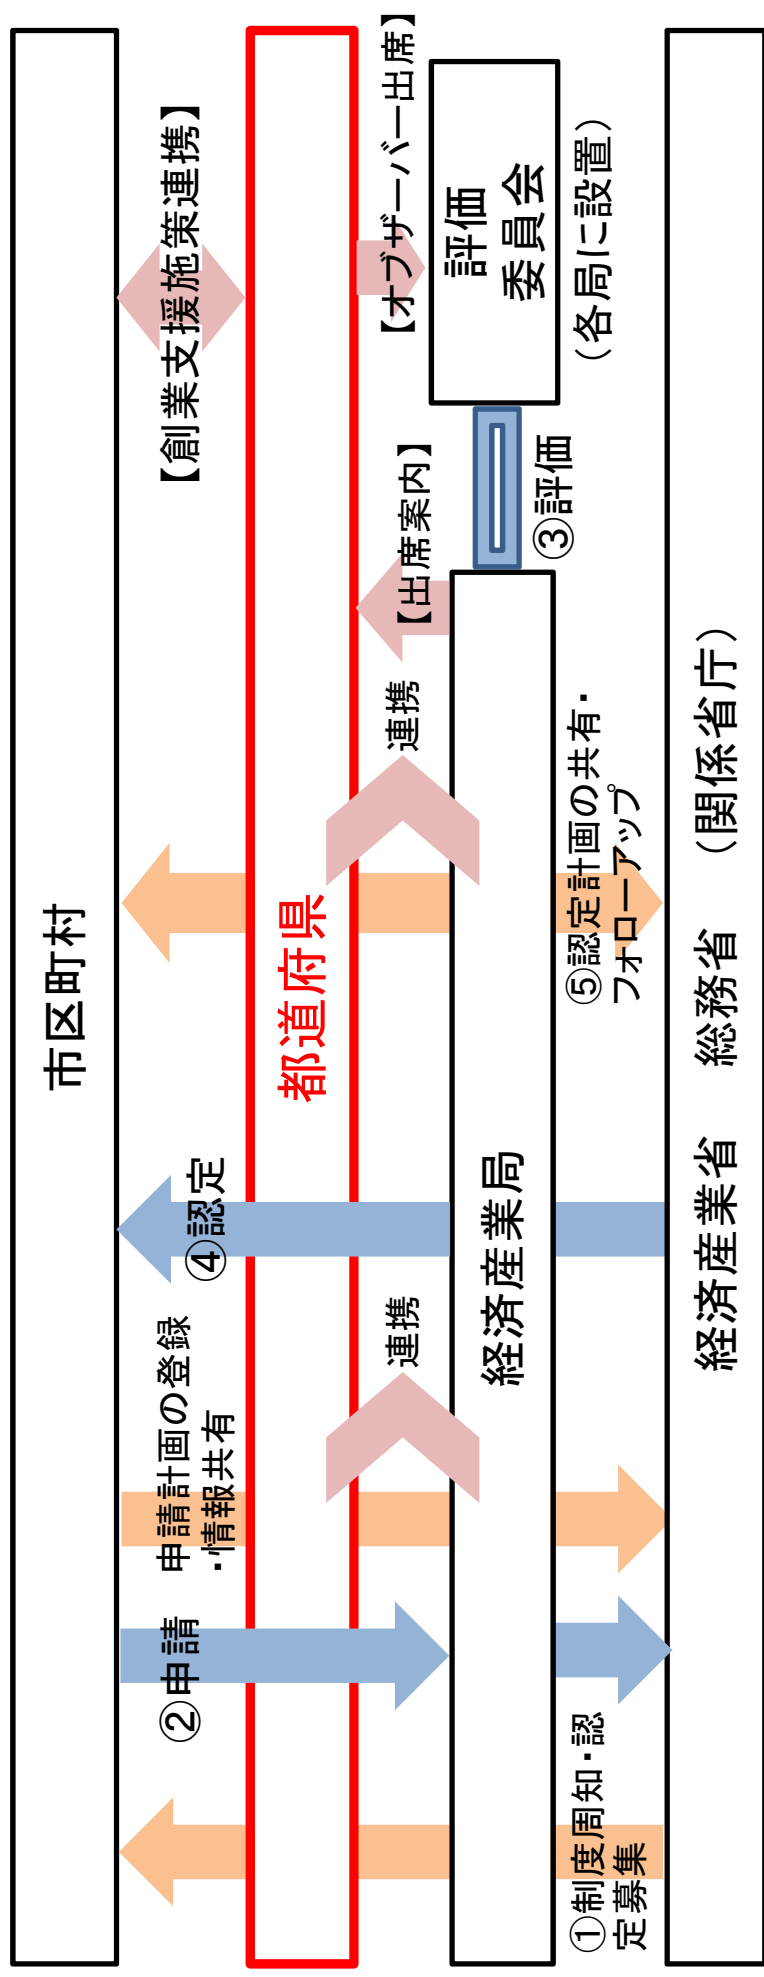 市区町村
【創業支援施策連携】
④認定
申請計画の登録
・情報共有
②申請
都道府県
【オブザーバー出席】
【出席案内】
連携
連携
評価
委員会
（各局に設置）
③評価
経済産業局
⑤認定計画の共有・
フォローアップ
①制度周知・認
定募集
経済産業省　総務省　（関係省庁）